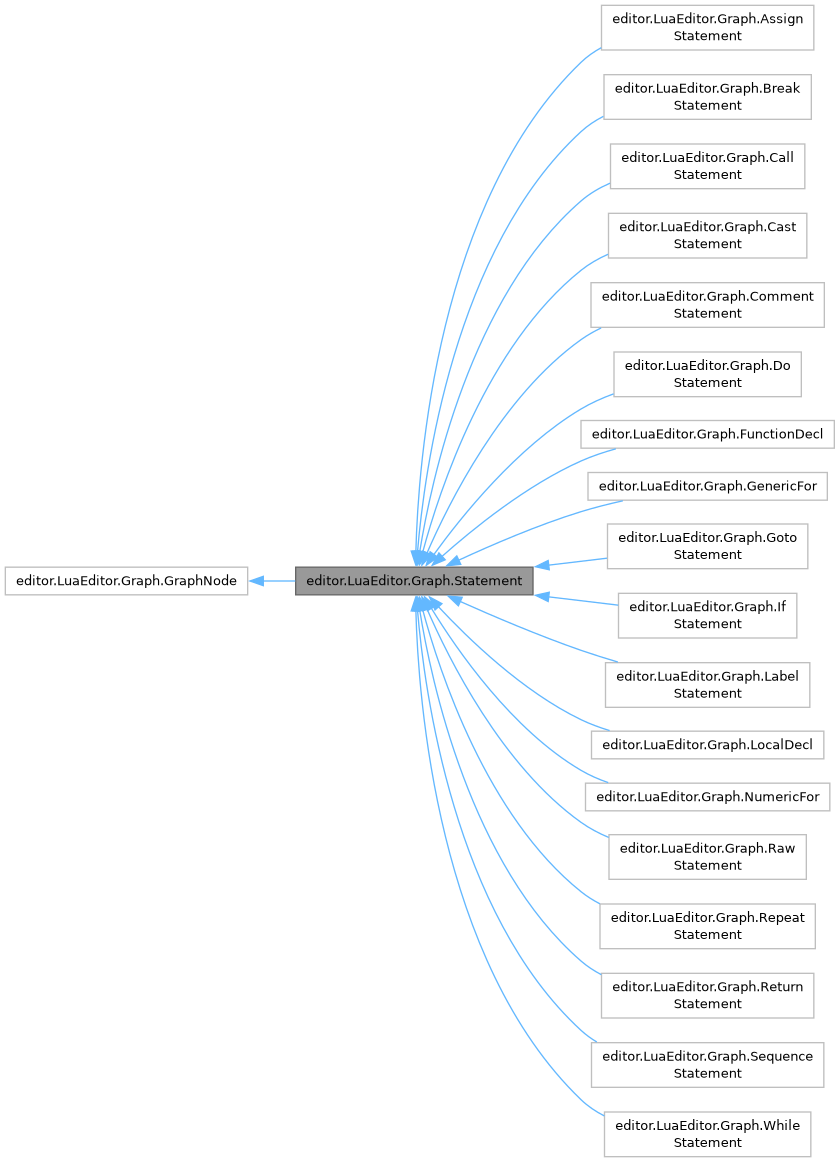 editor.LuaEditor.Graph.Assign
Statement
editor.LuaEditor.Graph.Break
Statement
editor.LuaEditor.Graph.Call
Statement
editor.LuaEditor.Graph.Cast
Statement
editor.LuaEditor.Graph.Comment
Statement
editor.LuaEditor.Graph.Do
Statement
editor.LuaEditor.Graph.FunctionDecl
editor.LuaEditor.Graph.GenericFor
editor.LuaEditor.Graph.Goto
Statement
editor.LuaEditor.Graph.GraphNode
editor.LuaEditor.Graph.Statement
editor.LuaEditor.Graph.If
Statement
editor.LuaEditor.Graph.Label
Statement
editor.LuaEditor.Graph.LocalDecl
editor.LuaEditor.Graph.NumericFor
editor.LuaEditor.Graph.Raw
Statement
editor.LuaEditor.Graph.Repeat
Statement
editor.LuaEditor.Graph.Return
Statement
editor.LuaEditor.Graph.Sequence
Statement
editor.LuaEditor.Graph.While
Statement